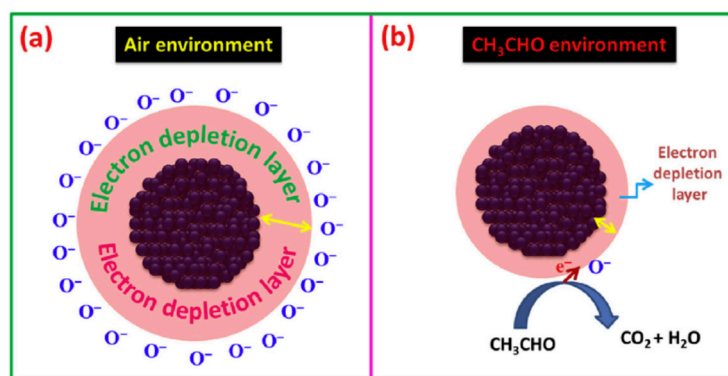 (a)
Air environment
O⁻ O⁻ O⁻ O⁻
O⁻ O⁻
O⁻ O⁻
O⁻ O⁻
O⁻ O⁻
O⁻ O⁻
O⁻ O⁻
O⁻ O⁻
O⁻ O⁻
O⁻ O⁻
O⁻ O⁻ O⁻
Electron depletion layer
Electron depletion layer
(b)
CH₃CHO environment
Electron
depletion
layer
e⁻ O⁻
CH₃CHO
CO₂ + H₂O